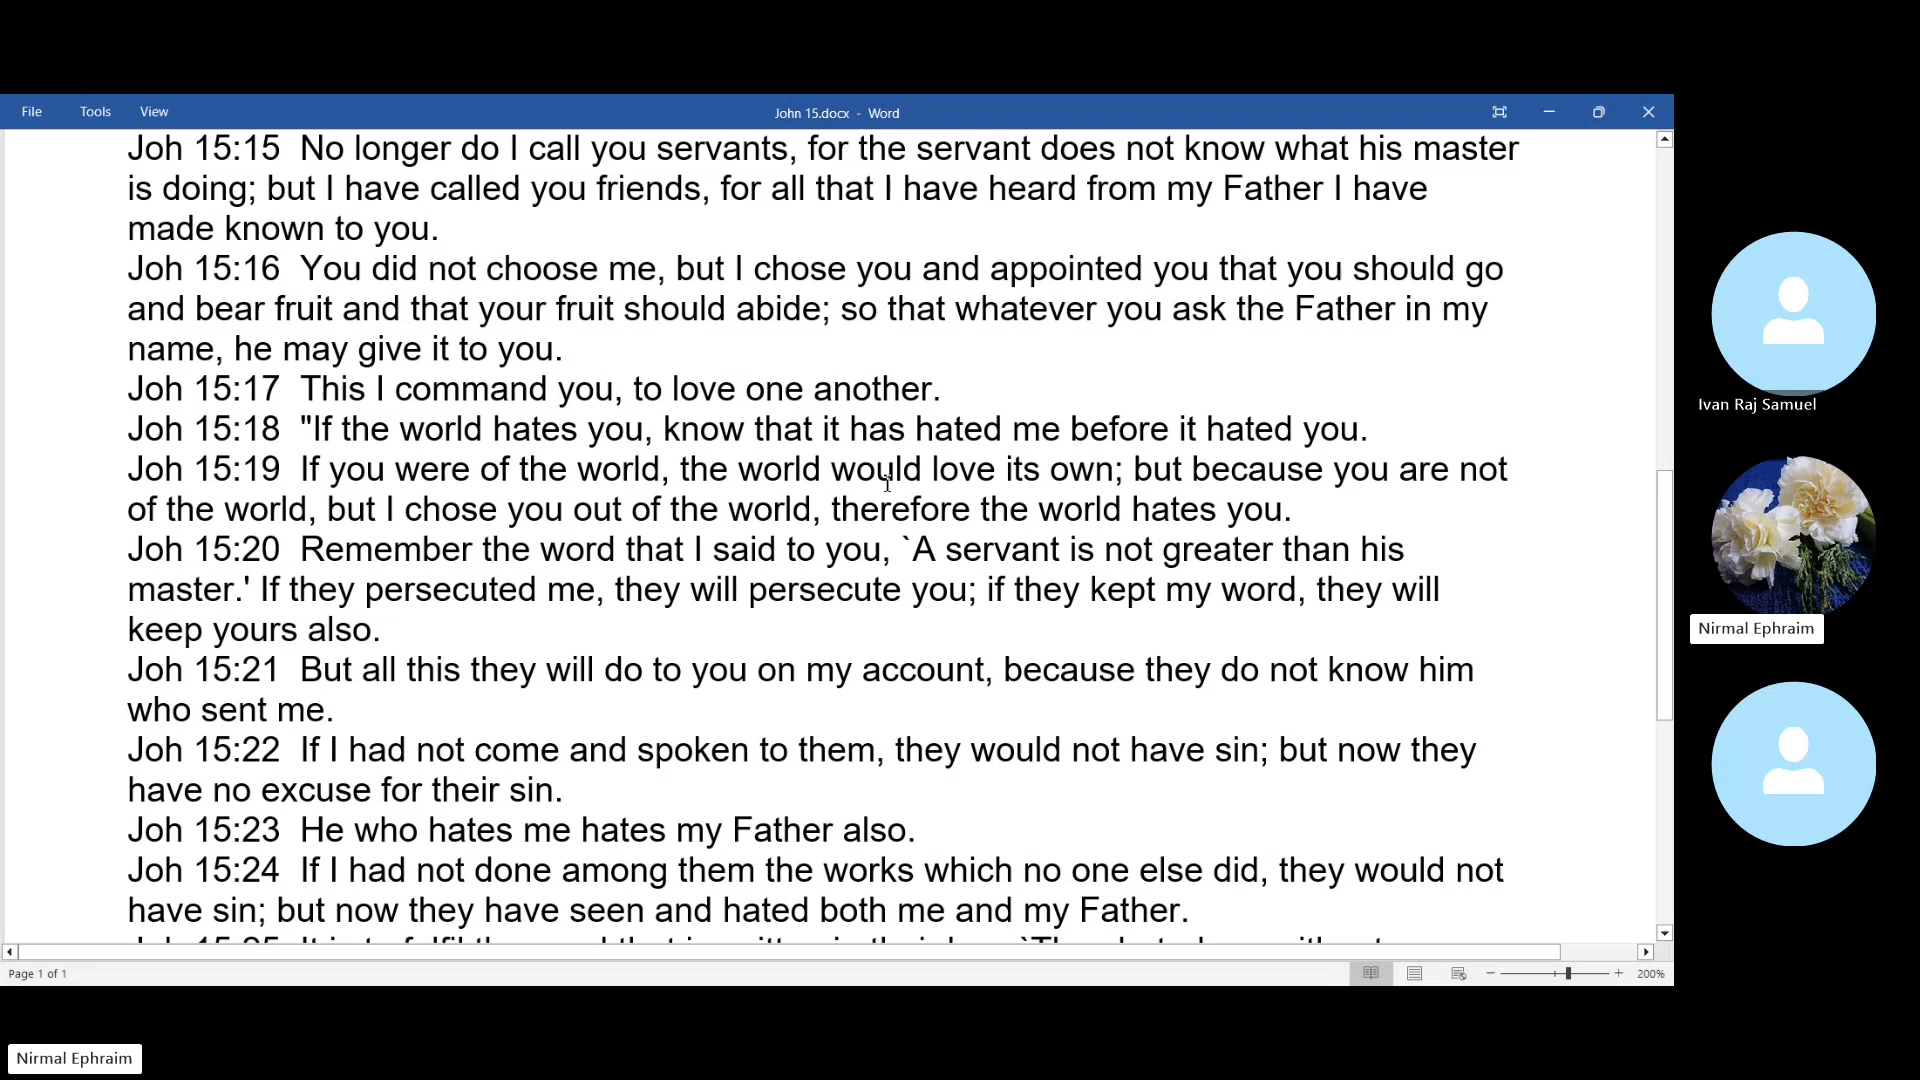 File Tools View John 15.docx - Word
Joh 15:15 No longer do I call you servants, for the servant does not know what his master
is doing; but I have called you friends, for all that I have heard from my Father I have
made known to you.
Joh 15:16 You did not choose me, but I chose you and appointed you that you should go
and bear fruit and that your fruit should abide; so that whatever you ask the Father in my
name, he may give it to you.
Joh 15:17 This I command you, to love one another.
Joh 15:18 "If the world hates you, know that it has hated me before it hated you.
Joh 15:19 If you were of the world, the world would love its own; but because you are not
of the world, but I chose you out of the world, therefore the world hates you.
Joh 15:20 Remember the word that I said to you, `A servant is not greater than his
master.' If they persecuted me, they will persecute you; if they kept my word, they will
keep yours also.
Joh 15:21 But all this they will do to you on my account, because they do not know him
who sent me.
Joh 15:22 If I had not come and spoken to them, they would not have sin; but now they
have no excuse for their sin.
Joh 15:23 He who hates me hates my Father also.
Joh 15:24 If I had not done among them the works which no one else did, they would not
have sin; but now they have seen and hated both me and my Father.
Page 1 of 1
200%
Ivan Raj Samuel
Nirmal Ephraim
Nirmal Ephraim